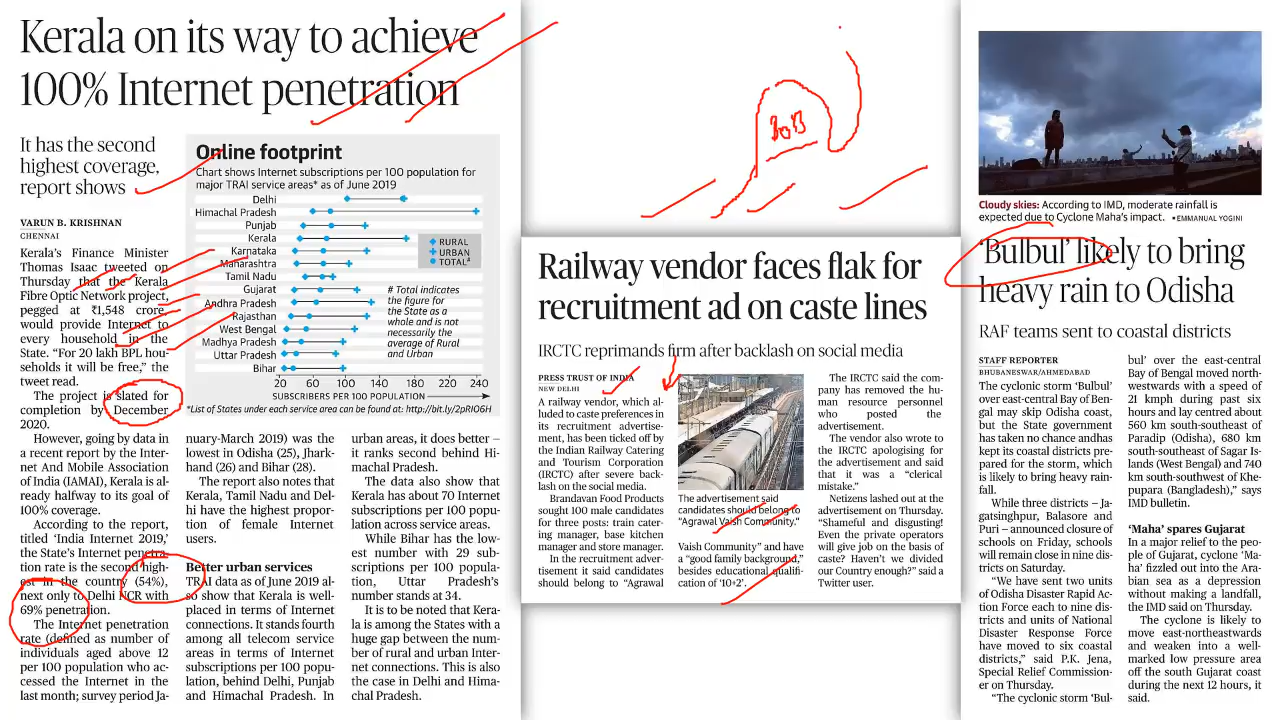 Kerala on its way to achieve
100% Internet penetration
It has the second
highest coverage,
report shows
VARUN B. KRISHNAN
CHENNAI
Kerala's Finance Minister
Thomas Isaac tweeted on
Thursday that the Kerala
Fibre Optic Network project,
pegged at ₹1,548 crore,
would provide Internet to
every household in the
State. "For 20 lakh BPL hou-
seholds it will be free," the
tweet read.
The project is slated for
completion by December
2020.
However, going by data in
a recent report by the Inter-
net And Mobile Association
of India (IAMAI), Kerala is al-
ready halfway to its goal of
100% coverage.
According to the report,
titled 'India Internet 2019,'
the State's Internet penetra-
tion rate is the second high-
est in the country (54%),
next only to Delhi NCR with
69% penetration.
The Internet penetration
rate (defined as number of
individuals aged above 12
per 100 population who ac-
cessed the Internet in the
last month; survey period Ja-
Online footprint
Chart shows Internet subscriptions per 100 population for
major TRAI service areas* as of June 2019
Delhi
Himachal Pradesh
Punjab
Kerala
Karnataka
Maharashtra
Tamil Nadu
Gujarat
Andhra Pradesh
Rajasthan
West Bengal
Madhya Pradesh
Uttar Pradesh
Bihar
RURAL
URBAN
TOTAL#
# Total indicates
the figure for
the State as a
whole and is not
necessarily the
average of Rural
and Urban
20 60 100 140 180 200 240
SUBSCRIBERS PER 100 POPULATION
*List of States under each service area can be found at: http://bit.ly/2pRIO6H
nuary-March 2019) was the
lowest in Odisha (25), Jhark-
hand (26) and Bihar (28).
The report also notes that
Kerala, Tamil Nadu and Del-
hi have the highest propor-
tion of female Internet
users.
Better urban services
TRAI data as of June 2019 al-
so show that Kerala is well-
placed in terms of Internet
connections. It stands fourth
among all telecom service
areas in terms of Internet
subscriptions per 100 popu-
lation, behind Delhi, Punjab
and Himachal Pradesh. In
urban areas, it does better –
it ranks second behind Hi-
machal Pradesh.
The data also show that
Kerala has about 70 Internet
subscriptions per 100 popu-
lation across service areas.
While Bihar has the low-
est number with 29 sub-
scriptions per 100 popula-
tion, Uttar Pradesh's
number stands at 34.
It is to be noted that Kera-
la is among the States with a
huge gap between the num-
ber of rural and urban Inter-
net connections. This is also
the case in Delhi and Hima-
chal Pradesh.
BOB
Railway vendor faces flak for
recruitment ad on caste lines
IRCTC reprimands firm after backlash on social media
PRESS TRUST OF INDIA
NEW DELHI
A railway vendor, which al-
luded to caste preferences in
its recruitment advertise-
ment, has been ticked off by
the Indian Railway Catering
and Tourism Corporation
(IRCTC) after severe back-
lash on the social media.
Brandavan Food Products
sought 100 male candidates
for three posts: train cater-
ing manager, base kitchen
manager and store manager.
In the recruitment adver-
tisement it said candidates
should belong to "Agrawal
The advertisement said
candidates should belong to
"Agrawal Vaish Community."
Vaish Community" and have
a "good family background,"
besides educational qualifi-
cation of '10+2'.
The IRCTC said the com-
pany has removed the hu-
man resource personnel
who posted the
advertisement.
The vendor also wrote to
the IRCTC apologising for
the advertisement and said
that it was a "clerical
mistake."
Netizens lashed out at the
advertisement on Thursday.
"Shameful and disgusting!
Even the private operators
will give job on the basis of
caste? Haven't we divided
our Country enough?" said a
Twitter user.
Cloudy skies: According to IMD, moderate rainfall is
expected due to Cyclone Maha's impact. ■ EMMANUAL YOGINI
'Bulbul' likely to bring
heavy rain to Odisha
RAF teams sent to coastal districts
STAFF REPORTER
BHUBANESWAR/AHMEDABAD
The cyclonic storm 'Bulbul'
over east-central Bay of Ben-
gal may skip Odisha coast,
but the State government
has taken no chance andhas
kept its coastal districts pre-
pared for the storm, which
is likely to bring heavy rain-
fall.
While three districts – Ja-
gatsinghpur, Balasore and
Puri – announced closure of
schools on Friday, schools
will remain close in nine dis-
tricts on Saturday.
"We have sent two units
of Odisha Disaster Rapid Ac-
tion Force each to nine dis-
tricts and units of National
Disaster Response Force
have moved to six coastal
districts," said P.K. Jena,
Special Relief Commission-
er on Thursday.
"The cyclonic storm 'Bul-
bul' over the east-central
Bay of Bengal moved north-
westwards with a speed of
21 kmph during past six
hours and lay centred about
560 km south-southeast of
Paradip (Odisha), 680 km
south-southeast of Sagar Is-
lands (West Bengal) and 740
km south-southwest of Khe-
pupara (Bangladesh)," says
IMD bulletin.
'Maha' spares Gujarat
In a major relief to the peo-
ple of Gujarat, cyclone 'Ma-
ha' fizzled out into the Ara-
bian sea as a depression
without making a landfall,
the IMD said on Thursday.
The cyclone is likely to
move east-northeastwards
and weaken into a well-
marked low pressure area
off the south Gujarat coast
during the next 12 hours, it
said.